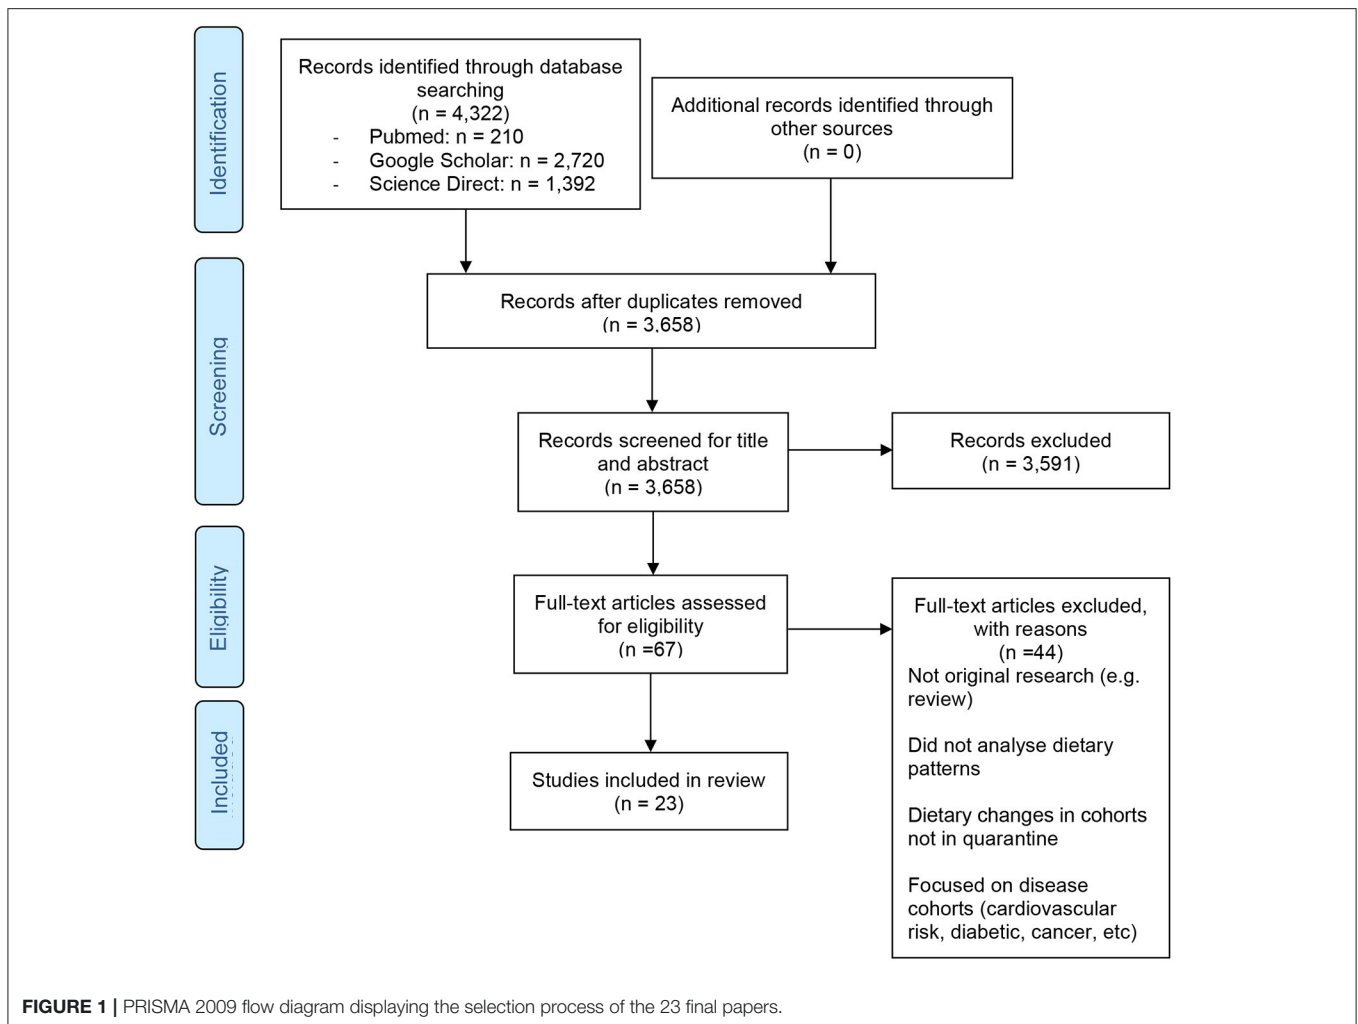 Identification
Records identified through database
searching
(n = 4,322)
- Pubmed: n = 210
- Google Scholar: n = 2,720
- Science Direct: n = 1,392
Additional records identified through
other sources
(n = 0)
Screening
Records after duplicates removed
(n = 3,658)
Records screened for title
and abstract
(n = 3,658)
Records excluded
(n = 3,591)
Eligibility
Full-text articles assessed
for eligibility
(n =67)
Full-text articles excluded,
with reasons
(n =44)
Not original research (e.g.
review)
Did not analyse dietary
patterns
Dietary changes in cohorts
not in quarantine
Focused on disease
cohorts (cardiovascular
risk, diabetic, cancer, etc)
Included
Studies included in review
(n = 23)
FIGURE 1 | PRISMA 2009 flow diagram displaying the selection process of the 23 final papers.